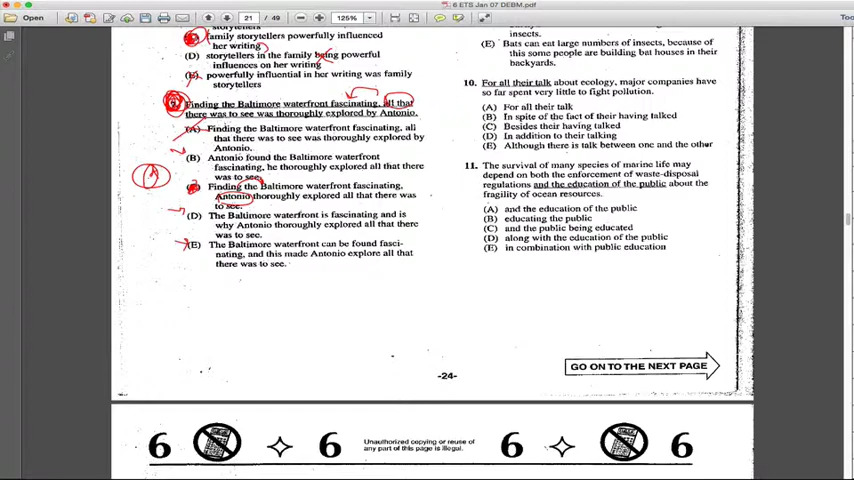 6 ETS Jan 07 DEBM.pdf
Open
21 / 49
125%
storytellers
family storytellers powerfully influenced
her writing
(D) storytellers in the family being powerful
influences on her writing
(E) powerfully influential in her writing was family
storytellers
Finding the Baltimore waterfront fascinating, all that
there was to see was thoroughly explored by Antonio.
(A) Finding the Baltimore waterfront fascinating, all
that there was to see was thoroughly explored by
Antonio.
(B) Antonio found the Baltimore waterfront
fascinating, he thoroughly explored all that there
was to see.
Finding the Baltimore waterfront fascinating,
Antonio thoroughly explored all that there was
to see.
(D) The Baltimore waterfront is fascinating and is
why Antonio thoroughly explored all that there
was to see.
(E) The Baltimore waterfront can be found fasci-
nating, and this made Antonio explore all that
there was to see.
insects.
(E) Bats can eat large numbers of insects, because of
this some people are building bat houses in their
backyards.
10. For all their talk about ecology, major companies have
so far spent very little to fight pollution.
(A) For all their talk
(B) In spite of the fact of their having talked
(C) Besides their having talked
(D) In addition to their talking
(E) Although there is talk between one and the other
11. The survival of many species of marine life may
depend on both the enforcement of waste-disposal
regulations and the education of the public about the
fragility of ocean resources.
(A) and the education of the public
(B) educating the public
(C) and the public being educated
(D) along with the education of the public
(E) in combination with public education
-24-
GO ON TO THE NEXT PAGE
6 6 Unauthorized copying or reuse of
any part of this page is illegal. 6 6